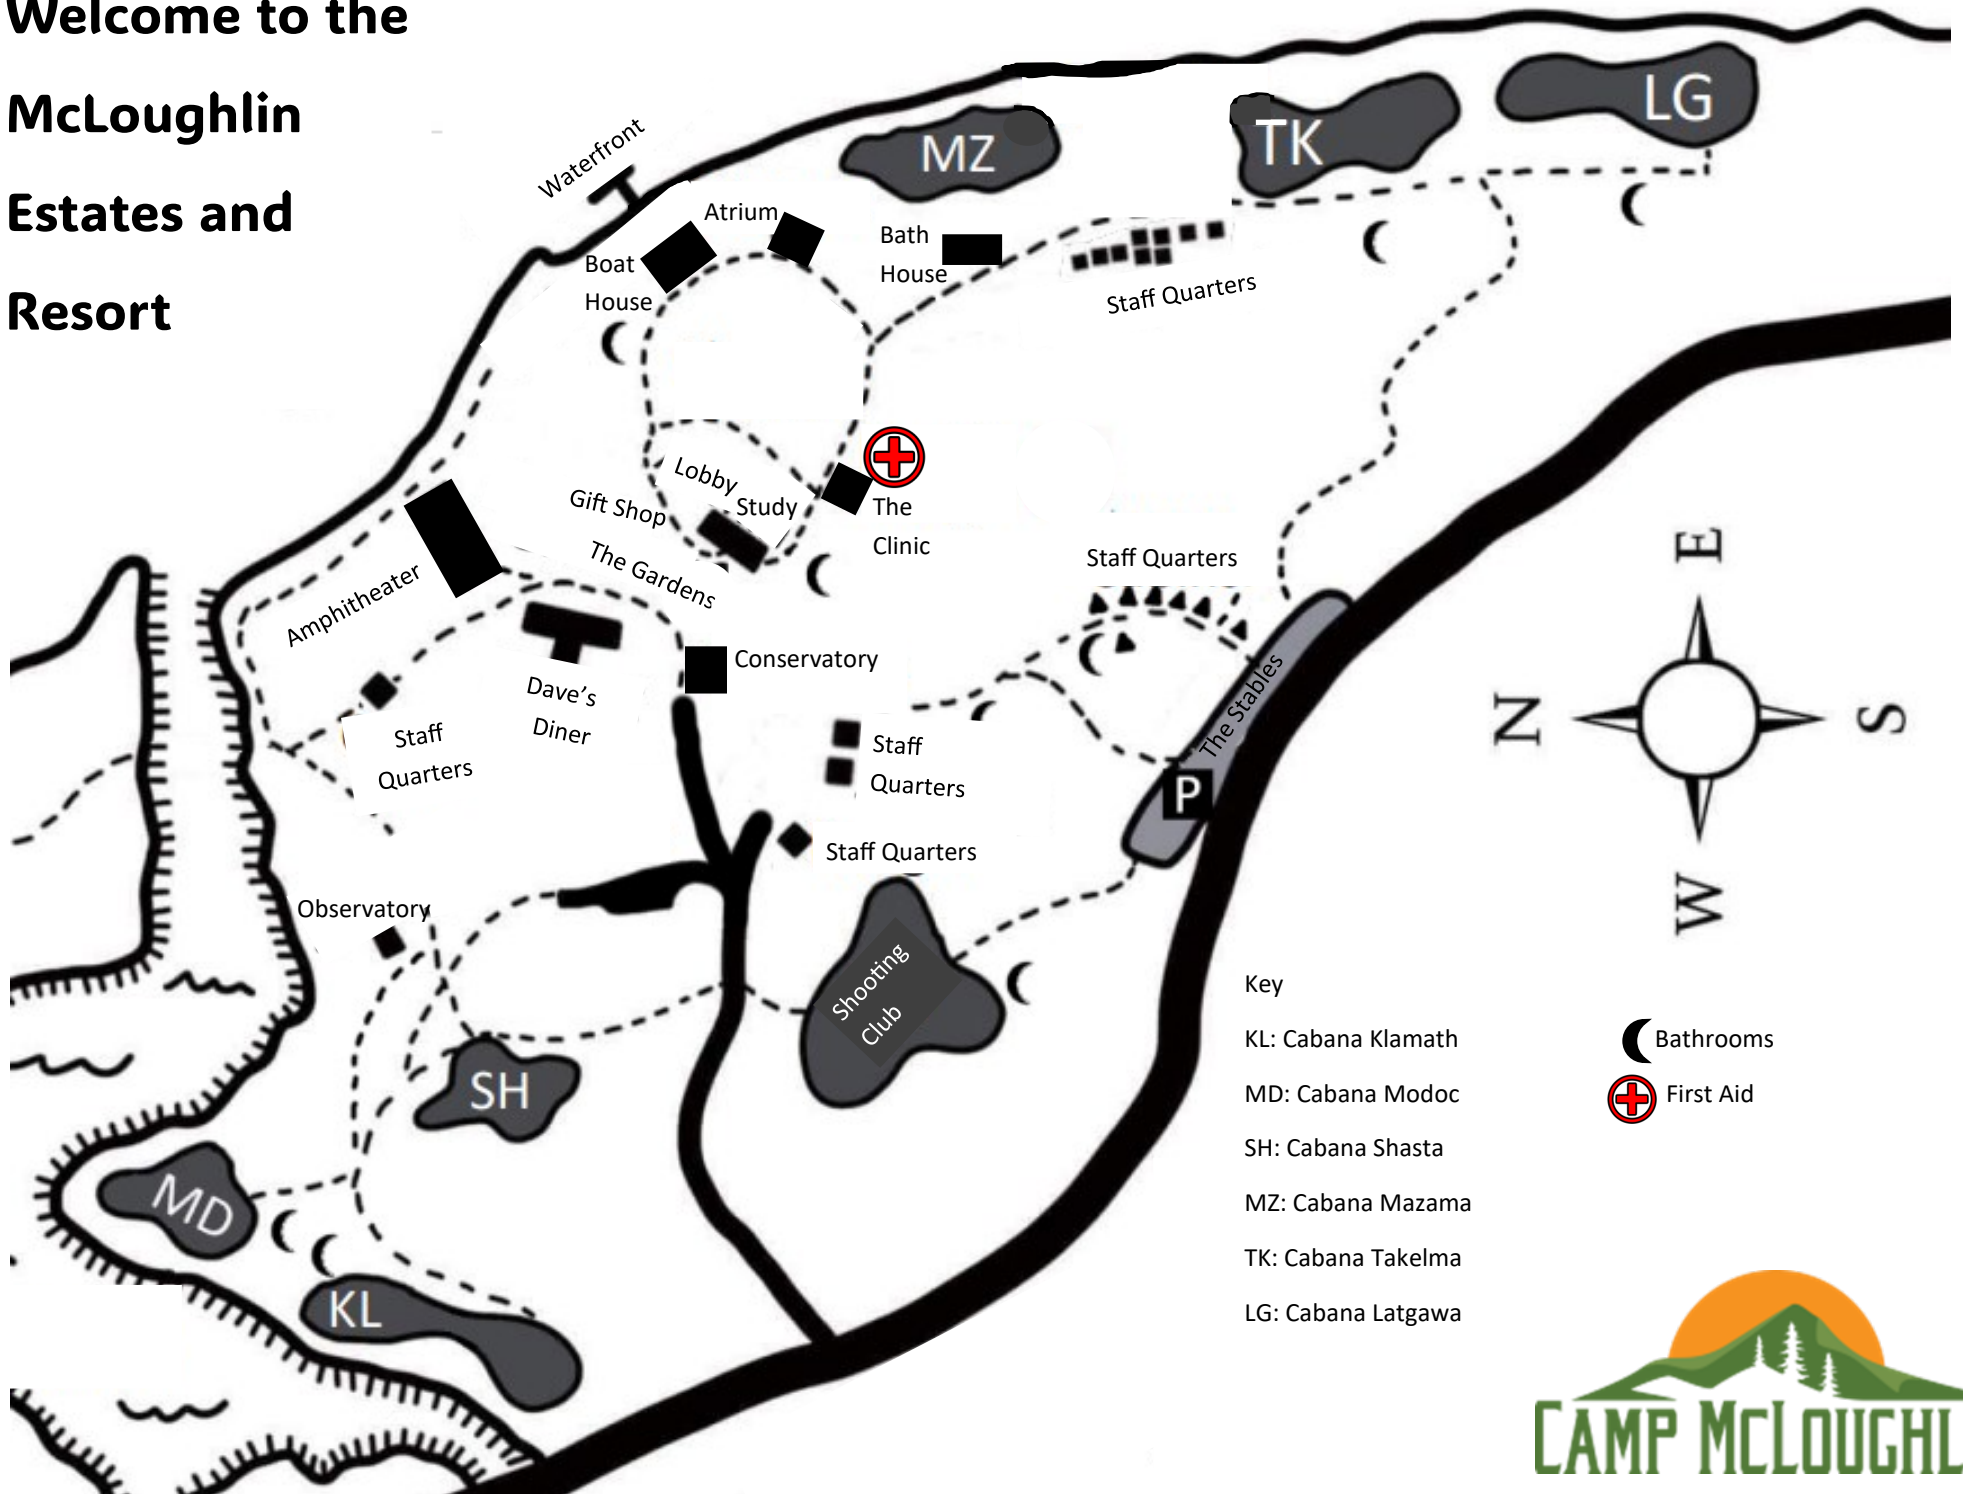 Welcome to the
McLoughlin
Estates and
Resort
Waterfront
Atrium
Boat
House
Bath
House
MZ
TK
LG
Staff Quarters
Lobby
Study
Gift Shop
The Gardens
The
Clinic
Amphitheater
Dave's
Diner
Conservatory
Staff
Quarters
Staff Quarters
The Stables
P
Staff
Quarters
Staff Quarters
Observatory
Shooting
Club
SH
MD
KL
E
N
S
W
Key
KL: Cabana Klamath
MD: Cabana Modoc
SH: Cabana Shasta
MZ: Cabana Mazama
TK: Cabana Takelma
LG: Cabana Latgawa
Bathrooms
First Aid
CAMP MCLOUGHL